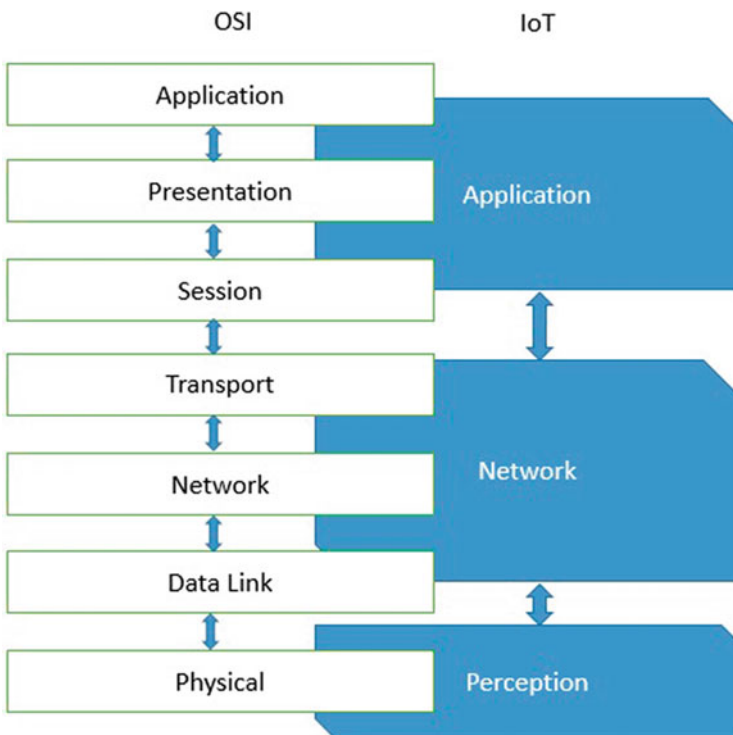 OSI
IoT
Application
Presentation
Application
Session
Transport
Network
Network
Data Link
Physical
Perception